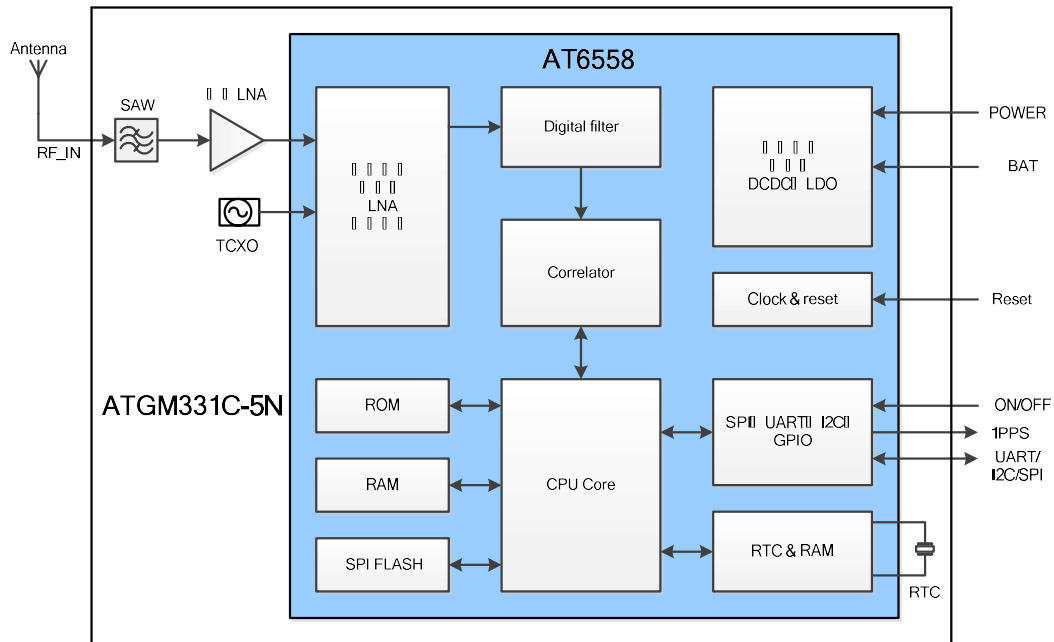 AT6558
Antenna
LNA
SAW
RF_IN
TCXO
LNA
Digital filter
DCDC LDO
POWER
BAT
Correlator
Clock & reset
Reset
ATGM331C-5N
ROM
RAM
SPI FLASH
CPU Core
SPI UART I2C
GPIO
ON/OFF
1PPS
UART/
I2C/SPI
RTC & RAM
RTC